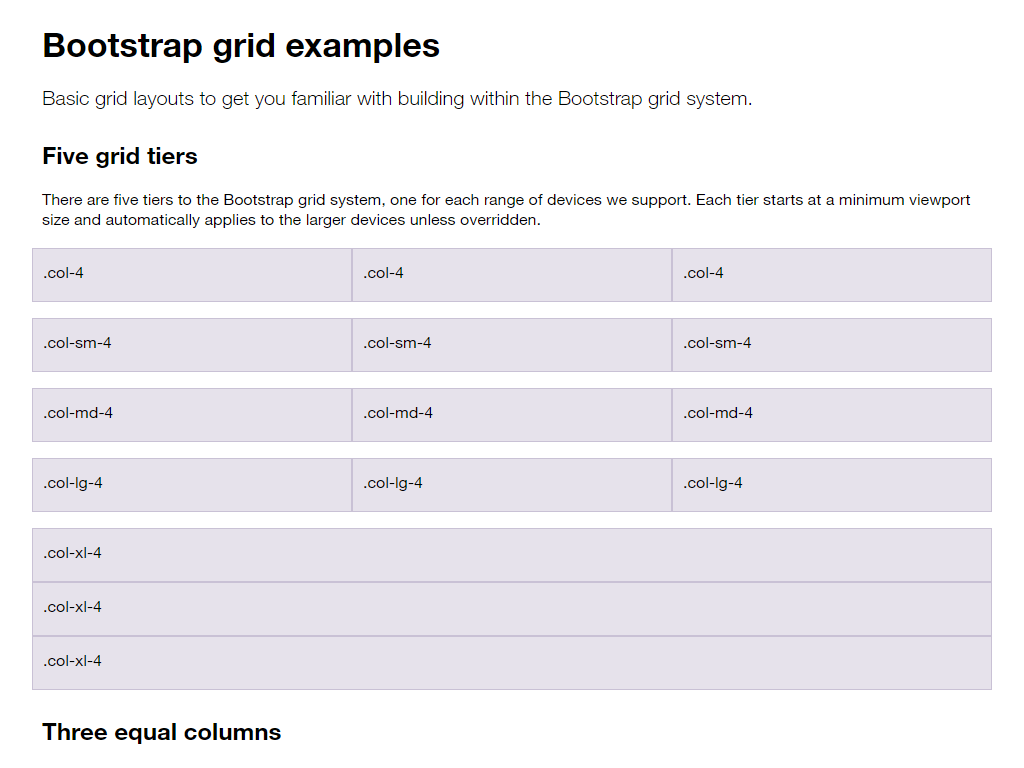 Bootstrap grid examples
Basic grid layouts to get you familiar with building within the Bootstrap grid system.
Five grid tiers
There are five tiers to the Bootstrap grid system, one for each range of devices we support. Each tier starts at a minimum viewport
size and automatically applies to the larger devices unless overridden.
.col-4 .col-4 .col-4
.col-sm-4 .col-sm-4 .col-sm-4
.col-md-4 .col-md-4 .col-md-4
.col-lg-4 .col-lg-4 .col-lg-4
.col-xl-4
.col-xl-4
.col-xl-4
Three equal columns